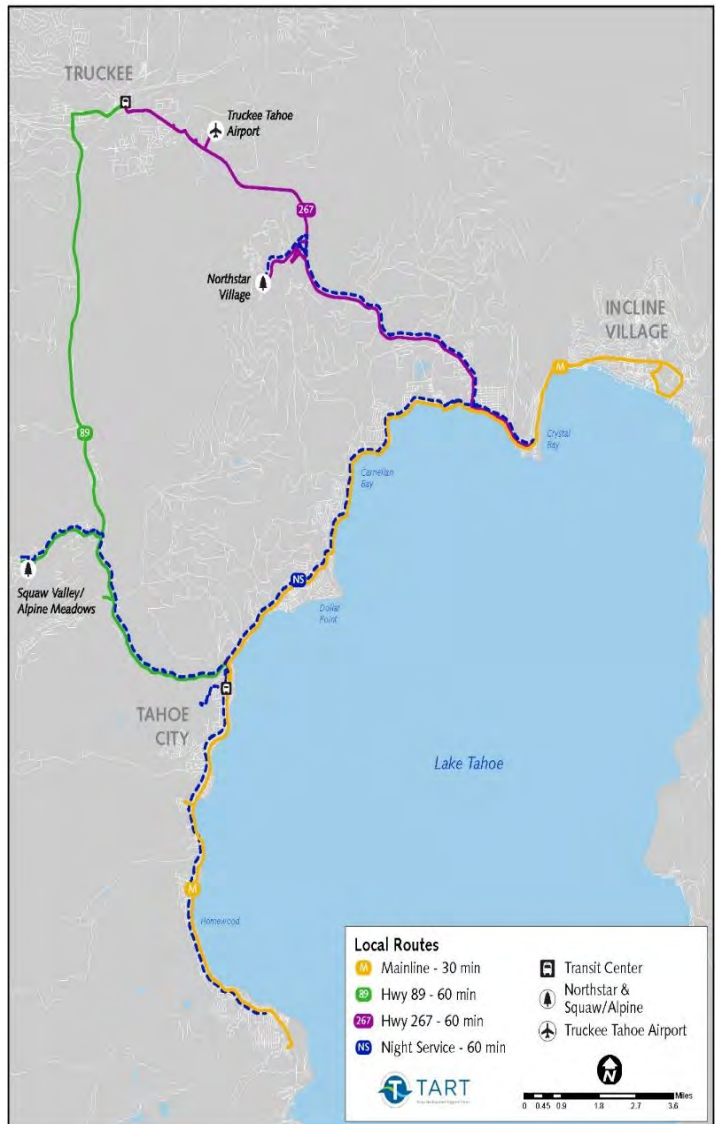 TRUCKEE
Truckee Tahoe
Airport
267
Northstar
Village
INCLINE
VILLAGE
M
89
Crystal
Bay
Carnelian
Bay
NS
Squaw Valley/
Alpine Meadows
Dollar
Point
TAHOE
CITY
Lake Tahoe
M
Homewood
Local Routes
M Mainline - 30 min
89 Hwy 89 - 60 min
267 Hwy 267 - 60 min
NS Night Service - 60 min
Transit Center
Northstar &
Squaw/Alpine
Truckee Tahoe Airport
N
T TART
Miles
0 0.45 0.9 1.8 2.7 3.6